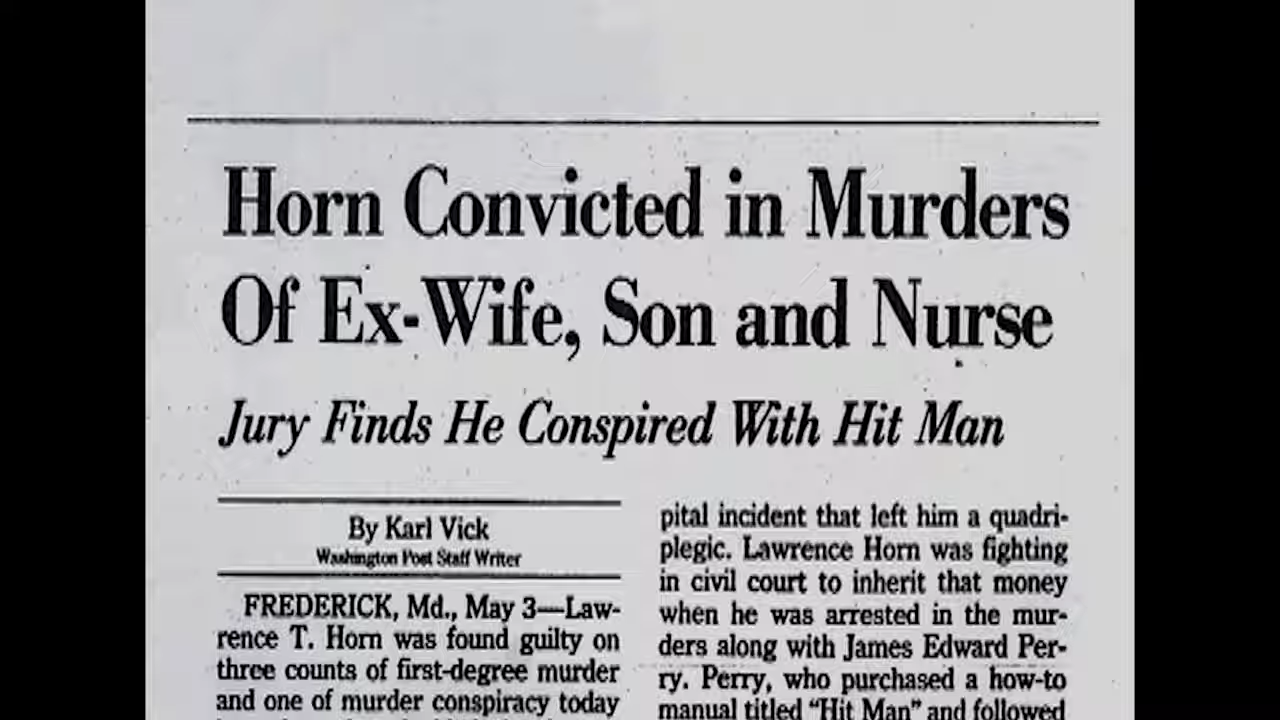 Horn Convicted in Murders
Of Ex-Wife, Son and Nurse
Jury Finds He Conspired With Hit Man
By Karl Vick
Washington Post Staff Writer
FREDERICK, Md., May 3—Law-
rence T. Horn was found guilty on
three counts of first-degree murder
and one of murder conspiracy today
pital incident that left him a quadri-
plegic. Lawrence Horn was fighting
in civil court to inherit that money
when he was arrested in the mur-
ders along with James Edward Per-
ry. Perry, who purchased a how-to
manual titled “Hit Man” and followed